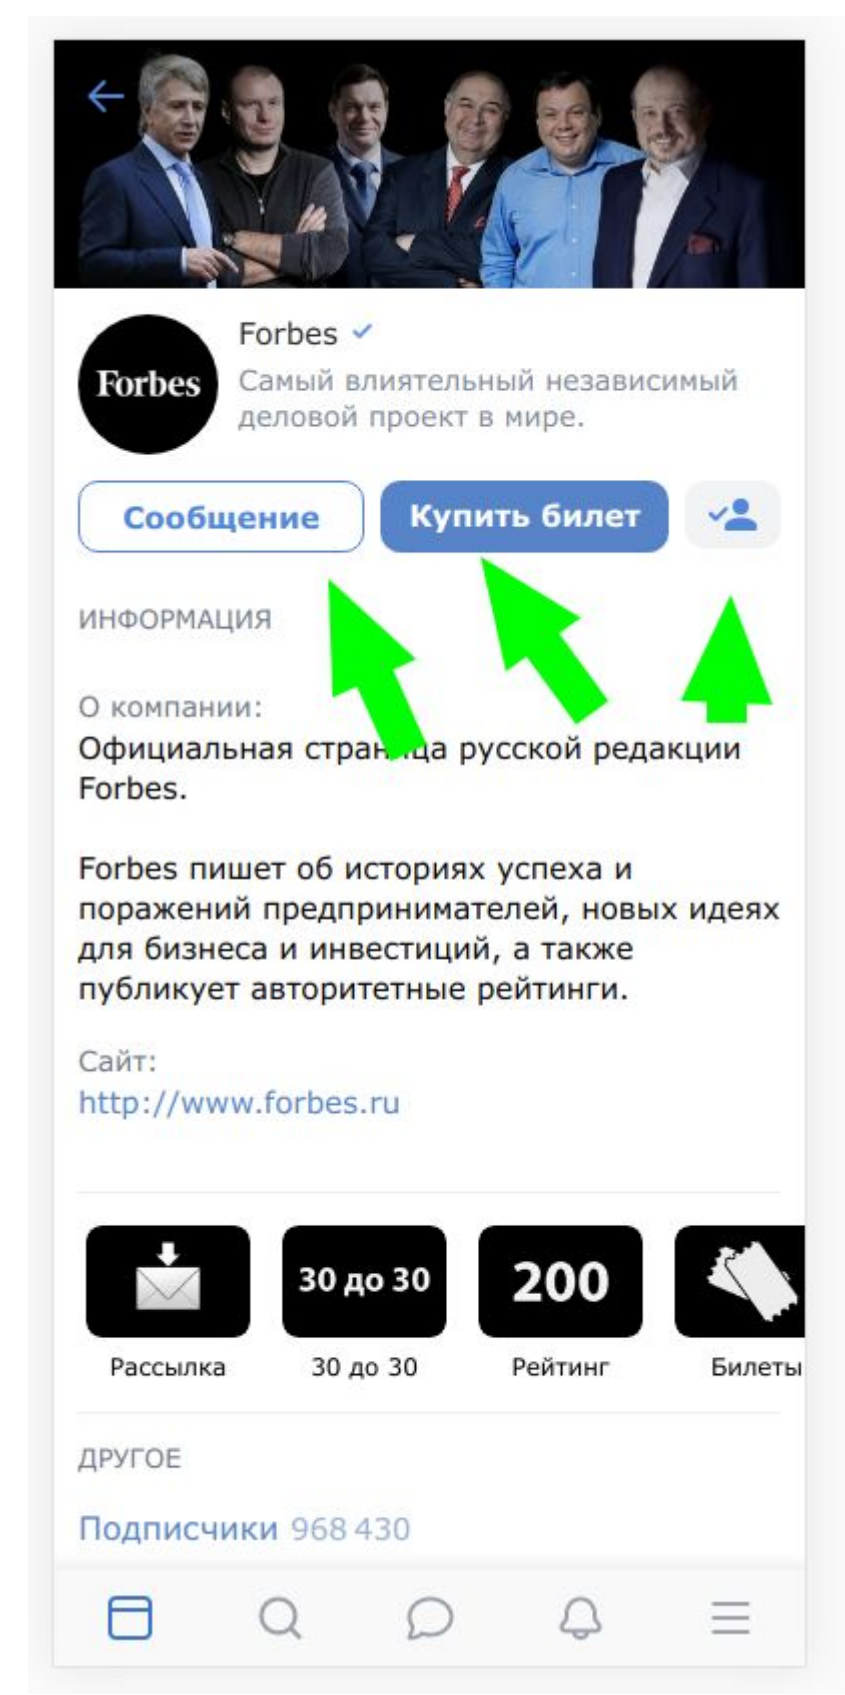 Forbes
Forbes
Самый влиятельный независимый
деловой проект в мире.
Сообщение
Купить билет
ИНФОРМАЦИЯ
О компании:
Официальная страница русской редакции
Forbes.
Forbes пишет об историях успеха и
поражений предпринимателей, новых идеях
для бизнеса и инвестиций, а также
публикует авторитетные рейтинги.
Сайт:
http://www.forbes.ru
30 до 30
200
Рассылка
30 до 30
Рейтинг
Билеты
ДРУГОЕ
Подписчики 968 430